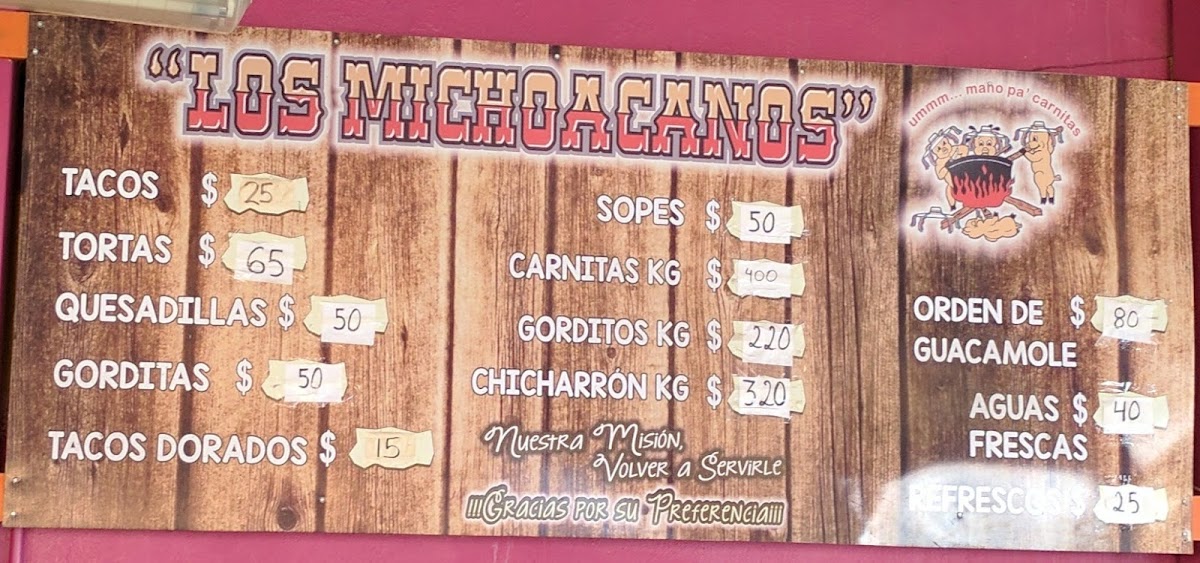 “LOS MICHOACANOS”
TACOS $ 25
TORTAS $ 65
QUESADILLAS $ 50
GORDITAS $ 50
TACOS DORADOS $ 15
SOPES $ 50
CARNITAS KG $ 400
GORDITOS KG $ 220
CHICHARRÓN KG $ 320
Nuestra Misión,
Volver a Servirle
¡¡¡Gracias por su Preferencia¡¡¡
ummm... maño pa' carnitas
ORDEN DE $ 80
GUACAMOLE
AGUAS $ 40
FRESCAS
REFRESCOS $ 25